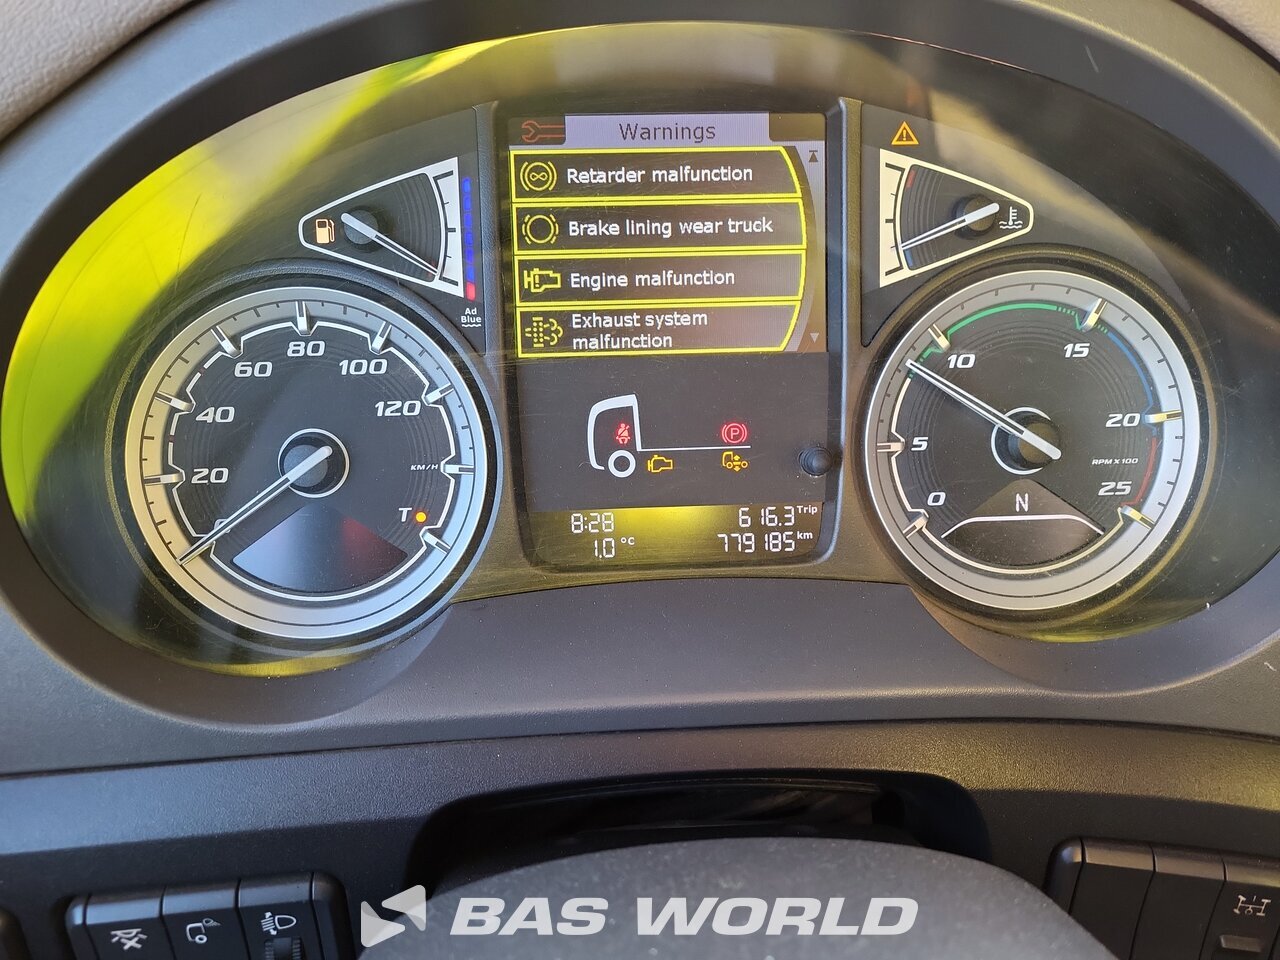 Warnings
Retarder malfunction
Brake lining wear truck
Engine malfunction
Exhaust system
malfunction
Ad
Blue
0 20 40 60 80 100 120
KM/H
T
P
0 5 10 15 20 25
RPM X 100
N
8:28
616.3 Trip
1.0 °C
779185 km
BAS WORLD